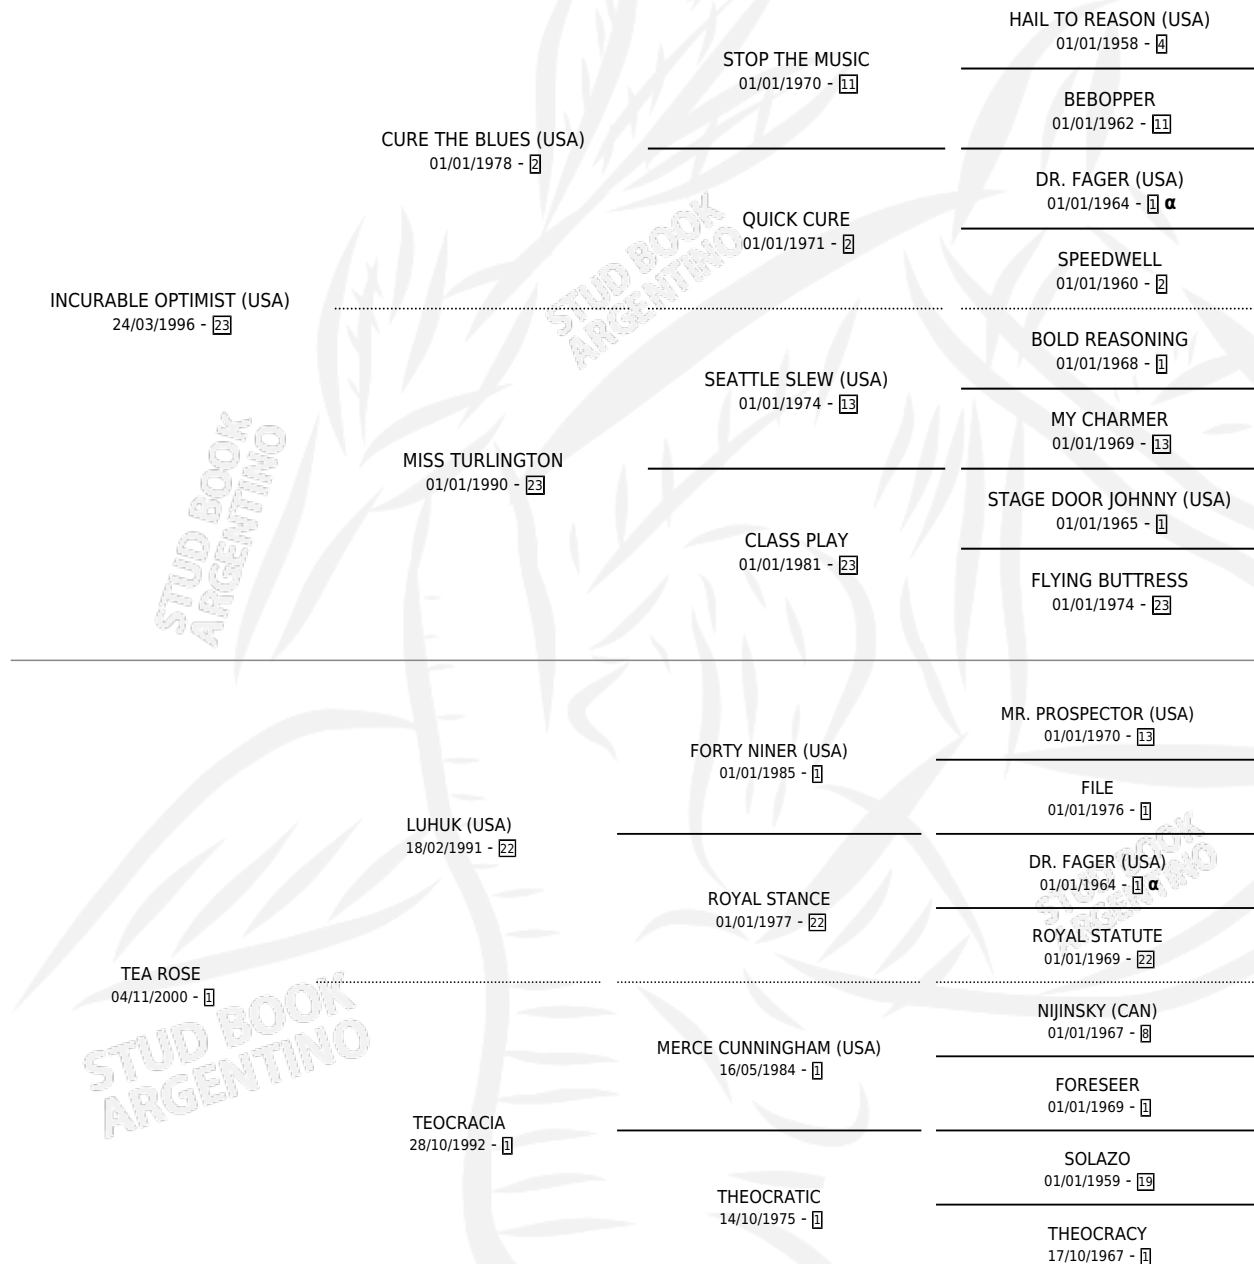 HAIL TO REASON (USA)
01/01/1958 - 4
STOP THE MUSIC
01/01/1970 - 11
BEBOPPER
01/01/1962 - 11
CURE THE BLUES (USA)
01/01/1978 - 2
DR. FAGER (USA)
01/01/1964 - 1 α
QUICK CURE
01/01/1971 - 2
SPEEDWELL
01/01/1960 - 2
INCURABLE OPTIMIST (USA)
24/03/1996 - 23
BOLD REASONING
01/01/1968 - 1
SEATTLE SLEW (USA)
01/01/1974 - 13
MY CHARMER
01/01/1969 - 13
MISS TURLINGTON
01/01/1990 - 23
STAGE DOOR JOHNNY (USA)
01/01/1965 - 1
CLASS PLAY
01/01/1981 - 23
FLYING BUTTRESS
01/01/1974 - 23
MR. PROSPECTOR (USA)
01/01/1970 - 13
FORTY NINER (USA)
01/01/1985 - 1
FILE
01/01/1976 - 1
LUHUK (USA)
18/02/1991 - 22
DR. FAGER (USA)
01/01/1964 - 1 α
ROYAL STANCE
01/01/1977 - 22
ROYAL STATUTE
01/01/1969 - 22
TEA ROSE
04/11/2000 - 1
NIJINSKY (CAN)
01/01/1967 - 8
MERCE CUNNINGHAM (USA)
16/05/1984 - 1
FORESEER
01/01/1969 - 1
TEOCRACIA
28/10/1992 - 1
SOLAZO
01/01/1959 - 19
THEOCRATIC
14/10/1975 - 1
THEOCRACY
17/10/1967 - 1
STUD BOOK
ARGENTINO
STUD BOOK
ARGENTINO
STUD BOOK
ARGENTINO
STUD BOOK
ARGENTINO